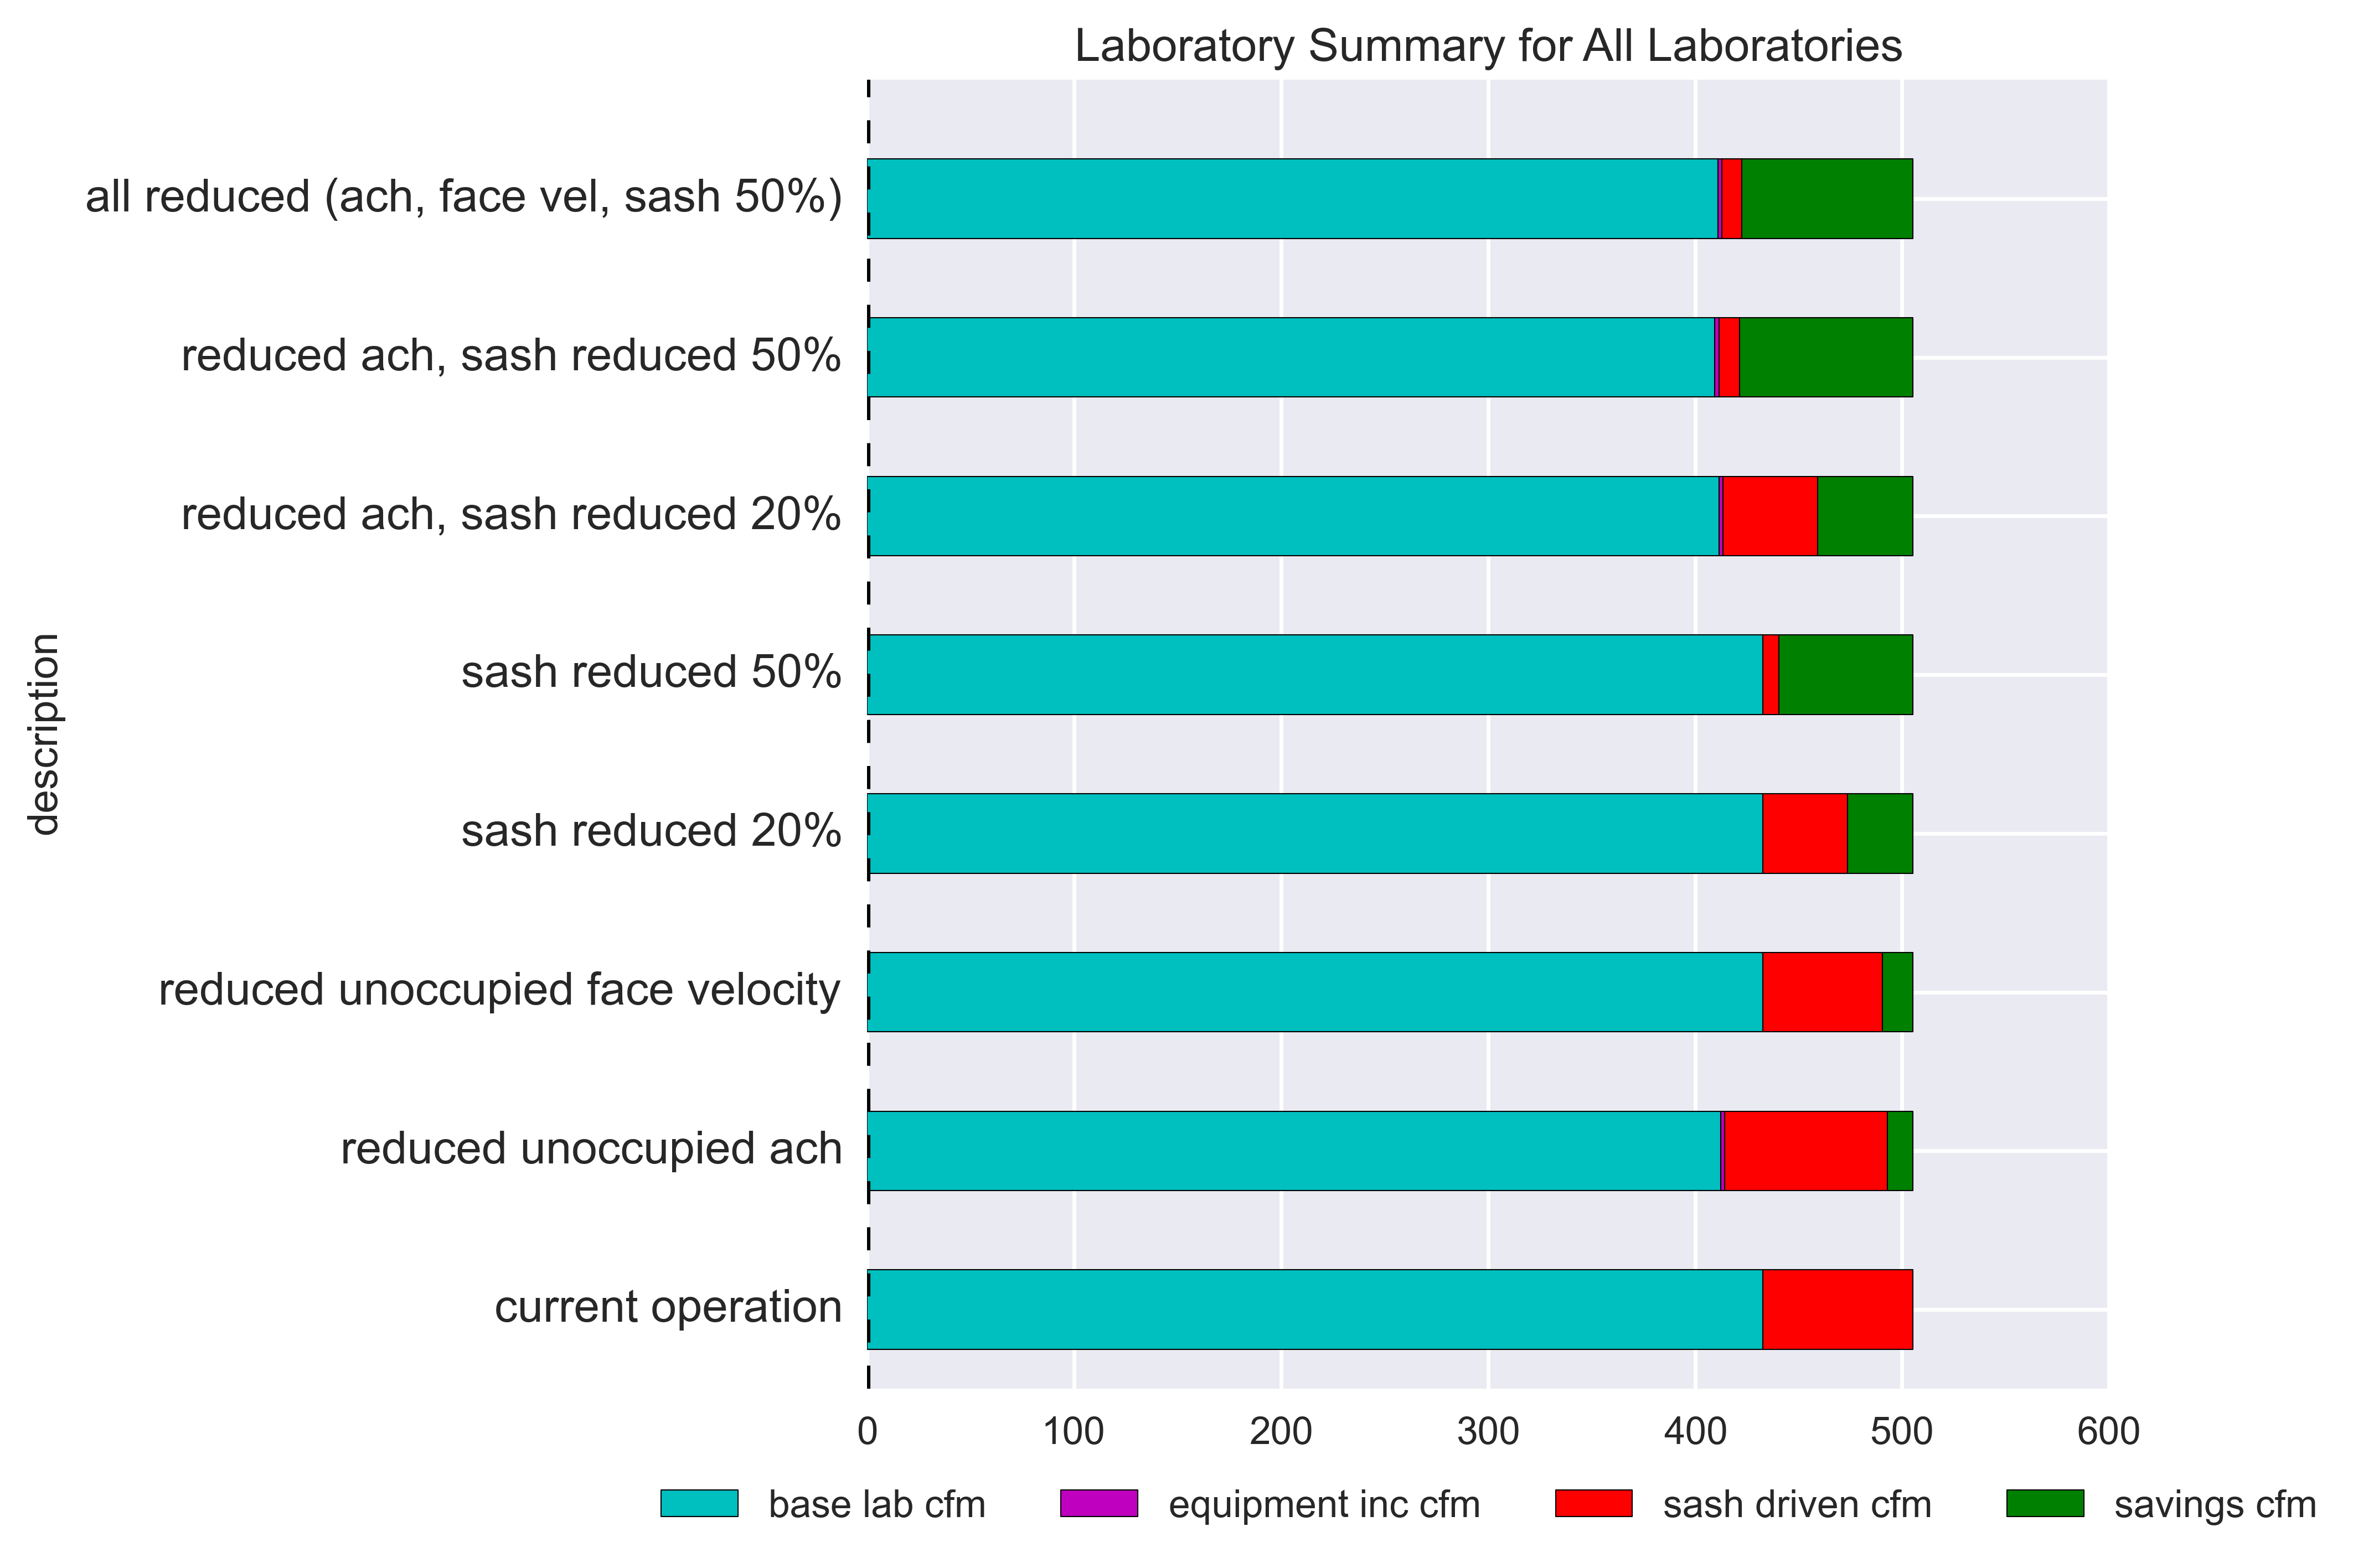 Laboratory Summary for All Laboratories
all reduced (ach, face vel, sash 50%)
reduced ach, sash reduced 50%
reduced ach, sash reduced 20%
sash reduced 50%
sash reduced 20%
reduced unoccupied face velocity
reduced unoccupied ach
current operation
description
0 100 200 300 400 500 600
base lab cfm equipment inc cfm sash driven cfm savings cfm